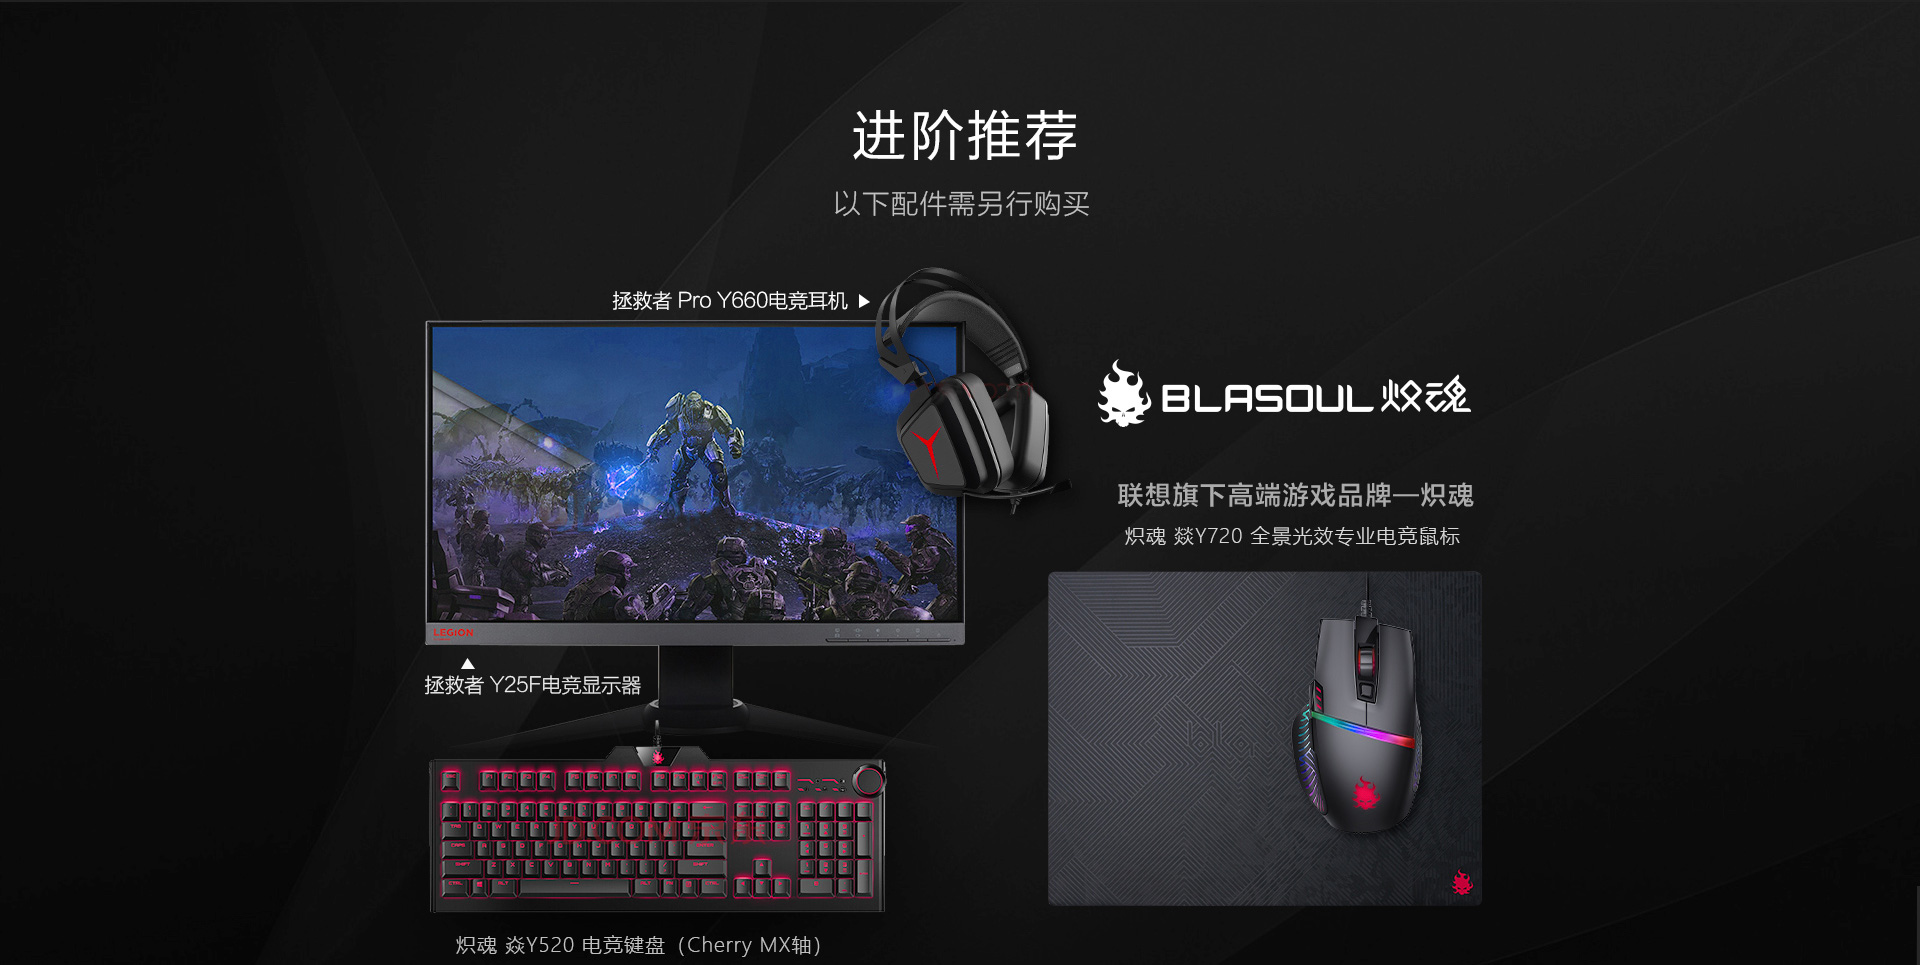 进阶推荐
以下配件需另行购买
拯救者 Pro Y660电竞耳机
BLASOUL 炽魂
联想旗下高端游戏品牌—炽魂
炽魂 燚Y720 全景光效专业电竞鼠标
LEGION
拯救者 Y25F电竞显示器
炽魂 焱Y520 电竞键盘（Cherry MX轴）